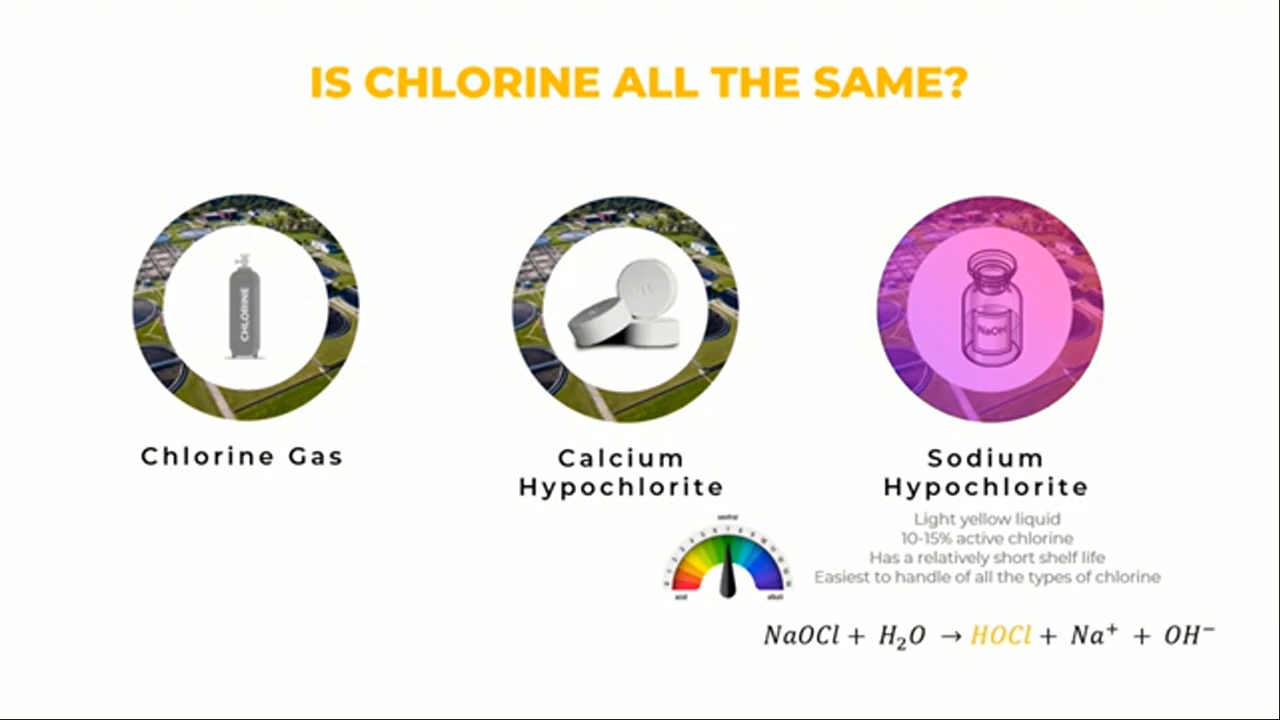 IS CHLORINE ALL THE SAME?
CHLORINE
NaOH
Chlorine Gas
Calcium
Hypochlorite
Sodium
Hypochlorite
Light yellow liquid
10-15% active chlorine
Has a relatively short shelf life
Easiest to handle of all the types of chlorine
neutral
acid
NaOCl + H₂O → HOCl + Na⁺ + OH⁻